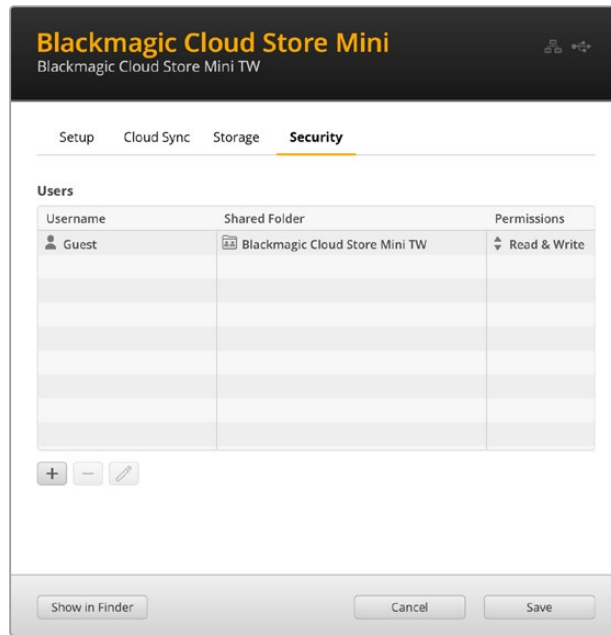 Blackmagic Cloud Store Mini
Blackmagic Cloud Store Mini TW
Setup Cloud Sync Storage Security
Users
Username Shared Folder Permissions
Guest Blackmagic Cloud Store Mini TW Read & Write
Show in Finder Cancel Save